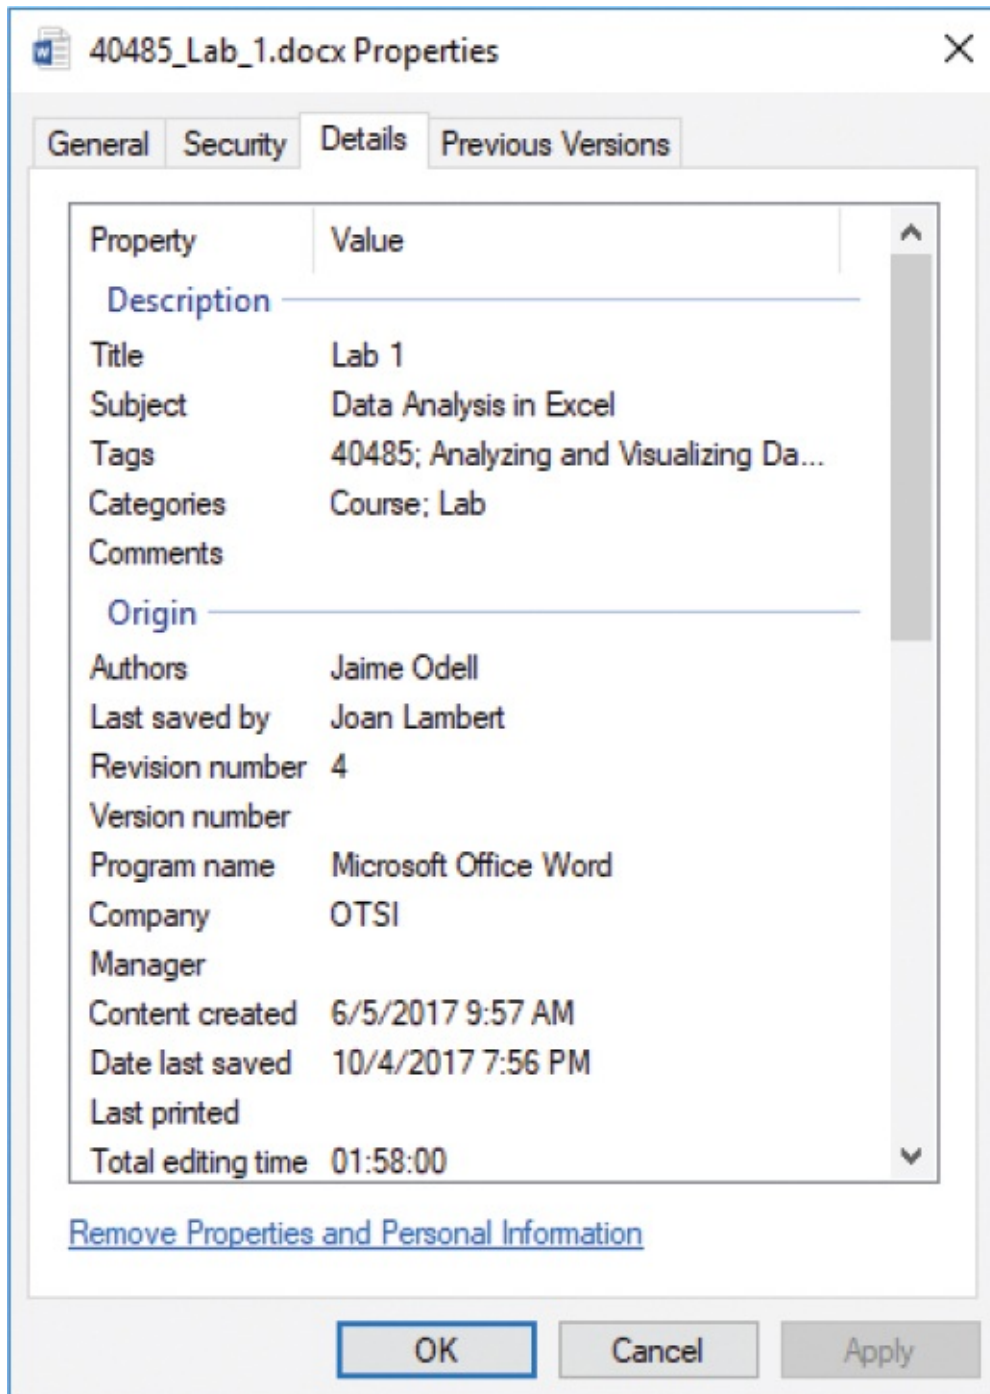 40485_Lab_1.docx Properties
General Security Details Previous Versions
Property Value
Description
Title Lab 1
Subject Data Analysis in Excel
Tags 40485; Analyzing and Visualizing Da...
Categories Course; Lab
Comments
Origin
Authors Jaime Odell
Last saved by Joan Lambert
Revision number 4
Version number
Program name Microsoft Office Word
Company OTSI
Manager
Content created 6/5/2017 9:57 AM
Date last saved 10/4/2017 7:56 PM
Last printed
Total editing time 01:58:00
Remove Properties and Personal Information
OK Cancel Apply